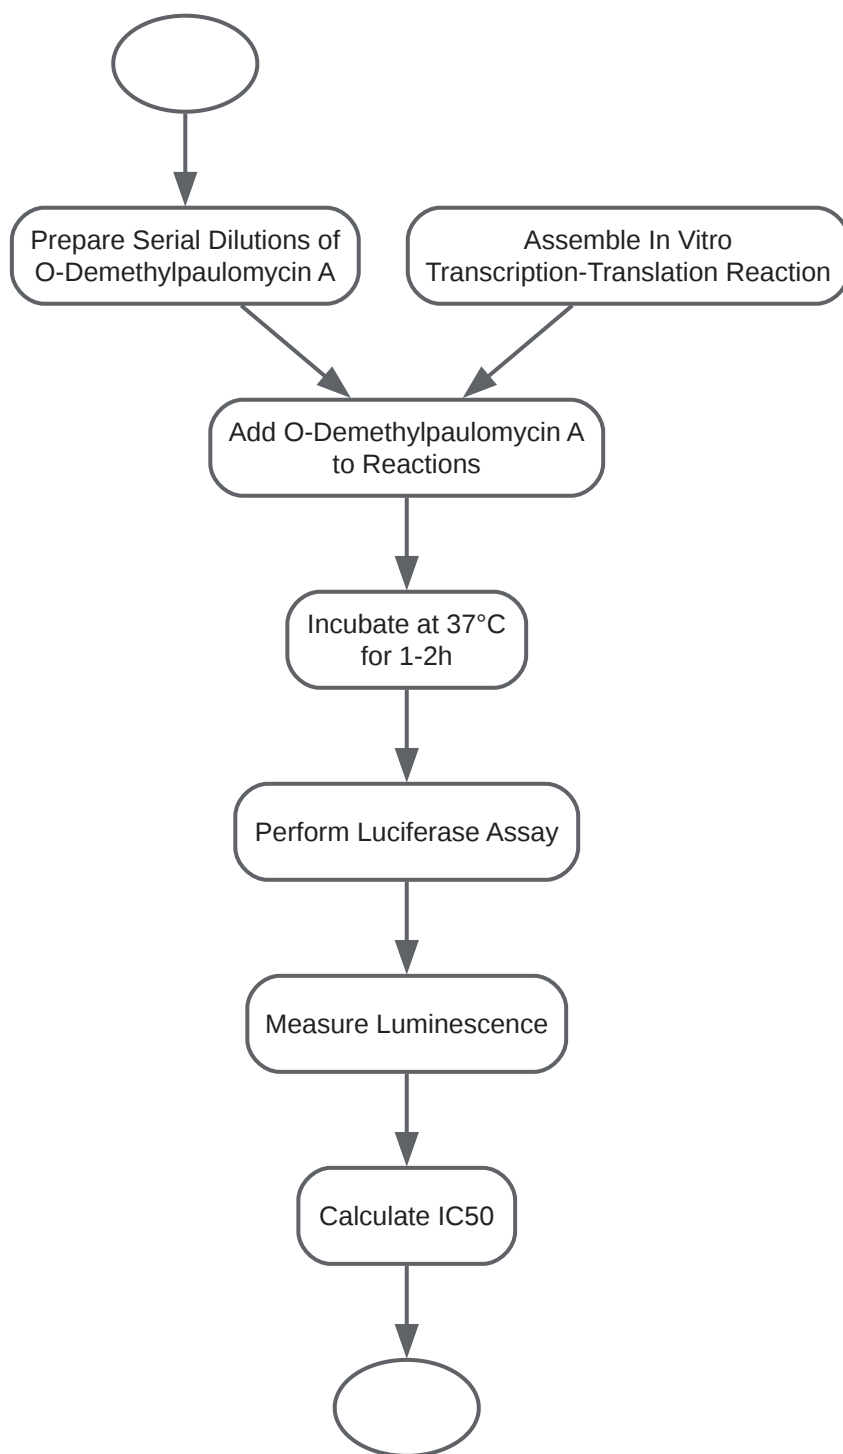 Prepare Serial Dilutions of
O-Demethylpaulomycin A
Assemble In Vitro
Transcription-Translation Reaction
Add O-Demethylpaulomycin A
to Reactions
Incubate at 37°C
for 1-2h
Perform Luciferase Assay
Measure Luminescence
Calculate IC50